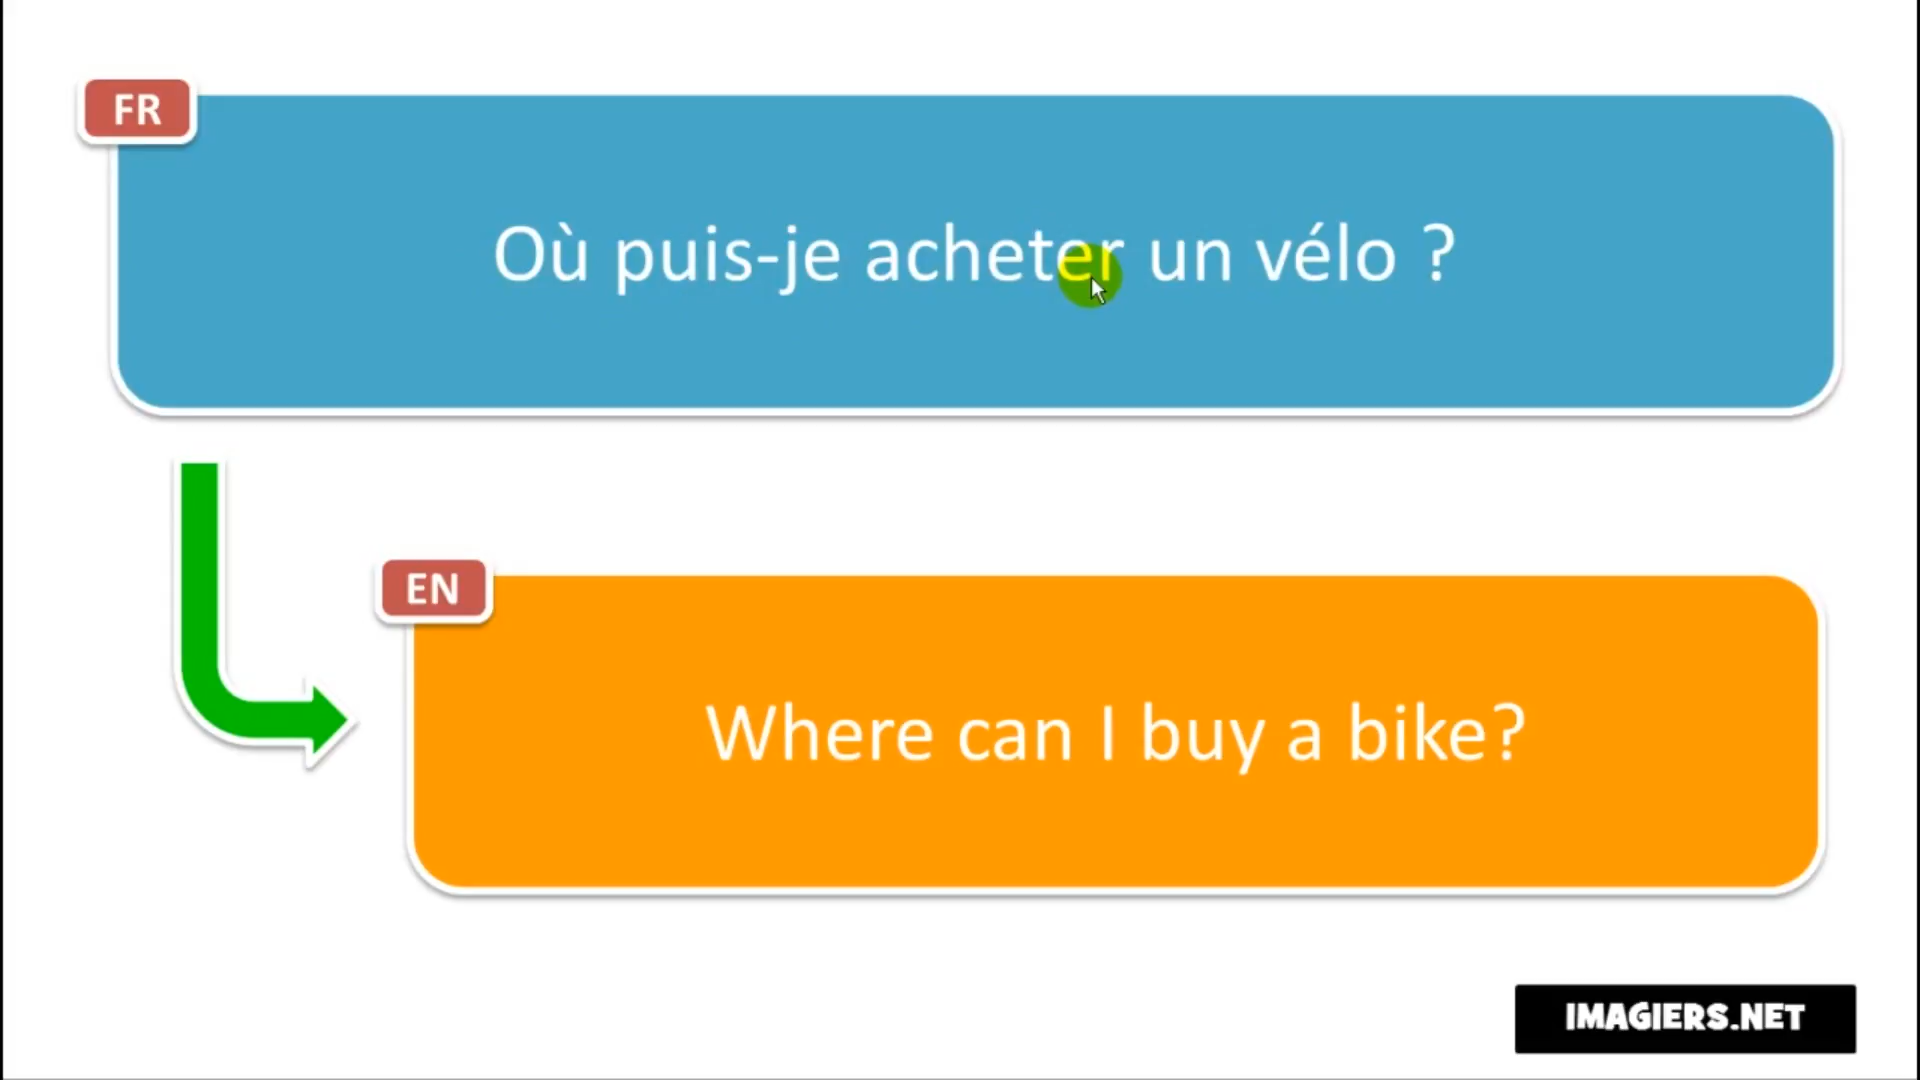 FR
Où puis-je acheter un vélo ?
EN
Where can I buy a bike?
IMAGIERS.NET